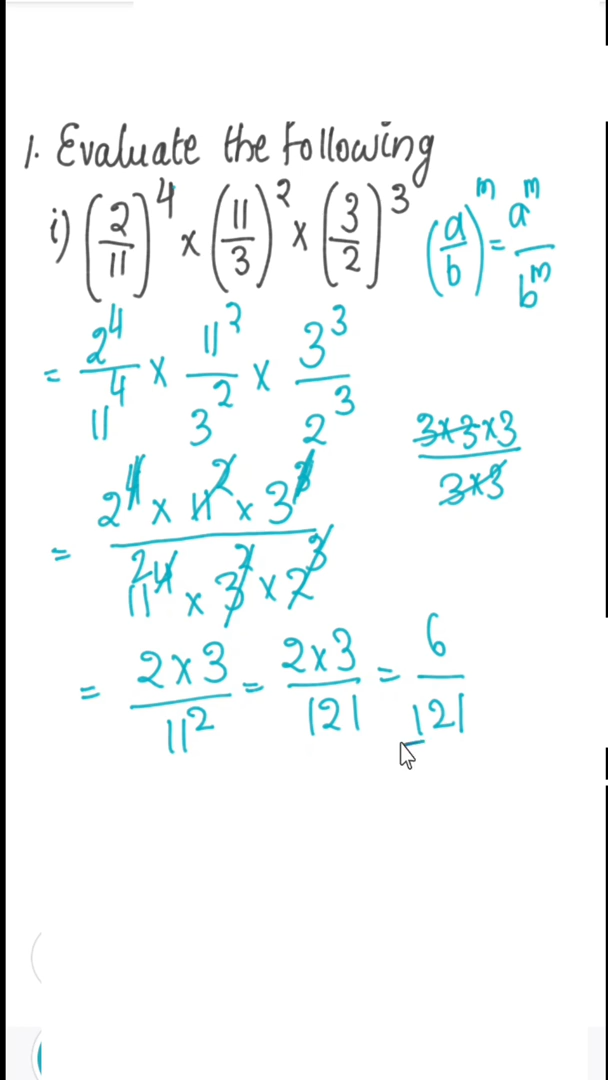 1. Evaluate the following
i) (2/11)^4 × (11/3)^2 × (3/2)^3
(a/b)^m = a^m/b^m
= 2^4/11^4 × 11^2/3^2 × 3^3/2^3
3×3×3/3×3
= 2^4 × 11^2 × 3^3/11^4 × 3^2 × 2^3
= 2×3/11^2 = 2×3/121 = 6/121